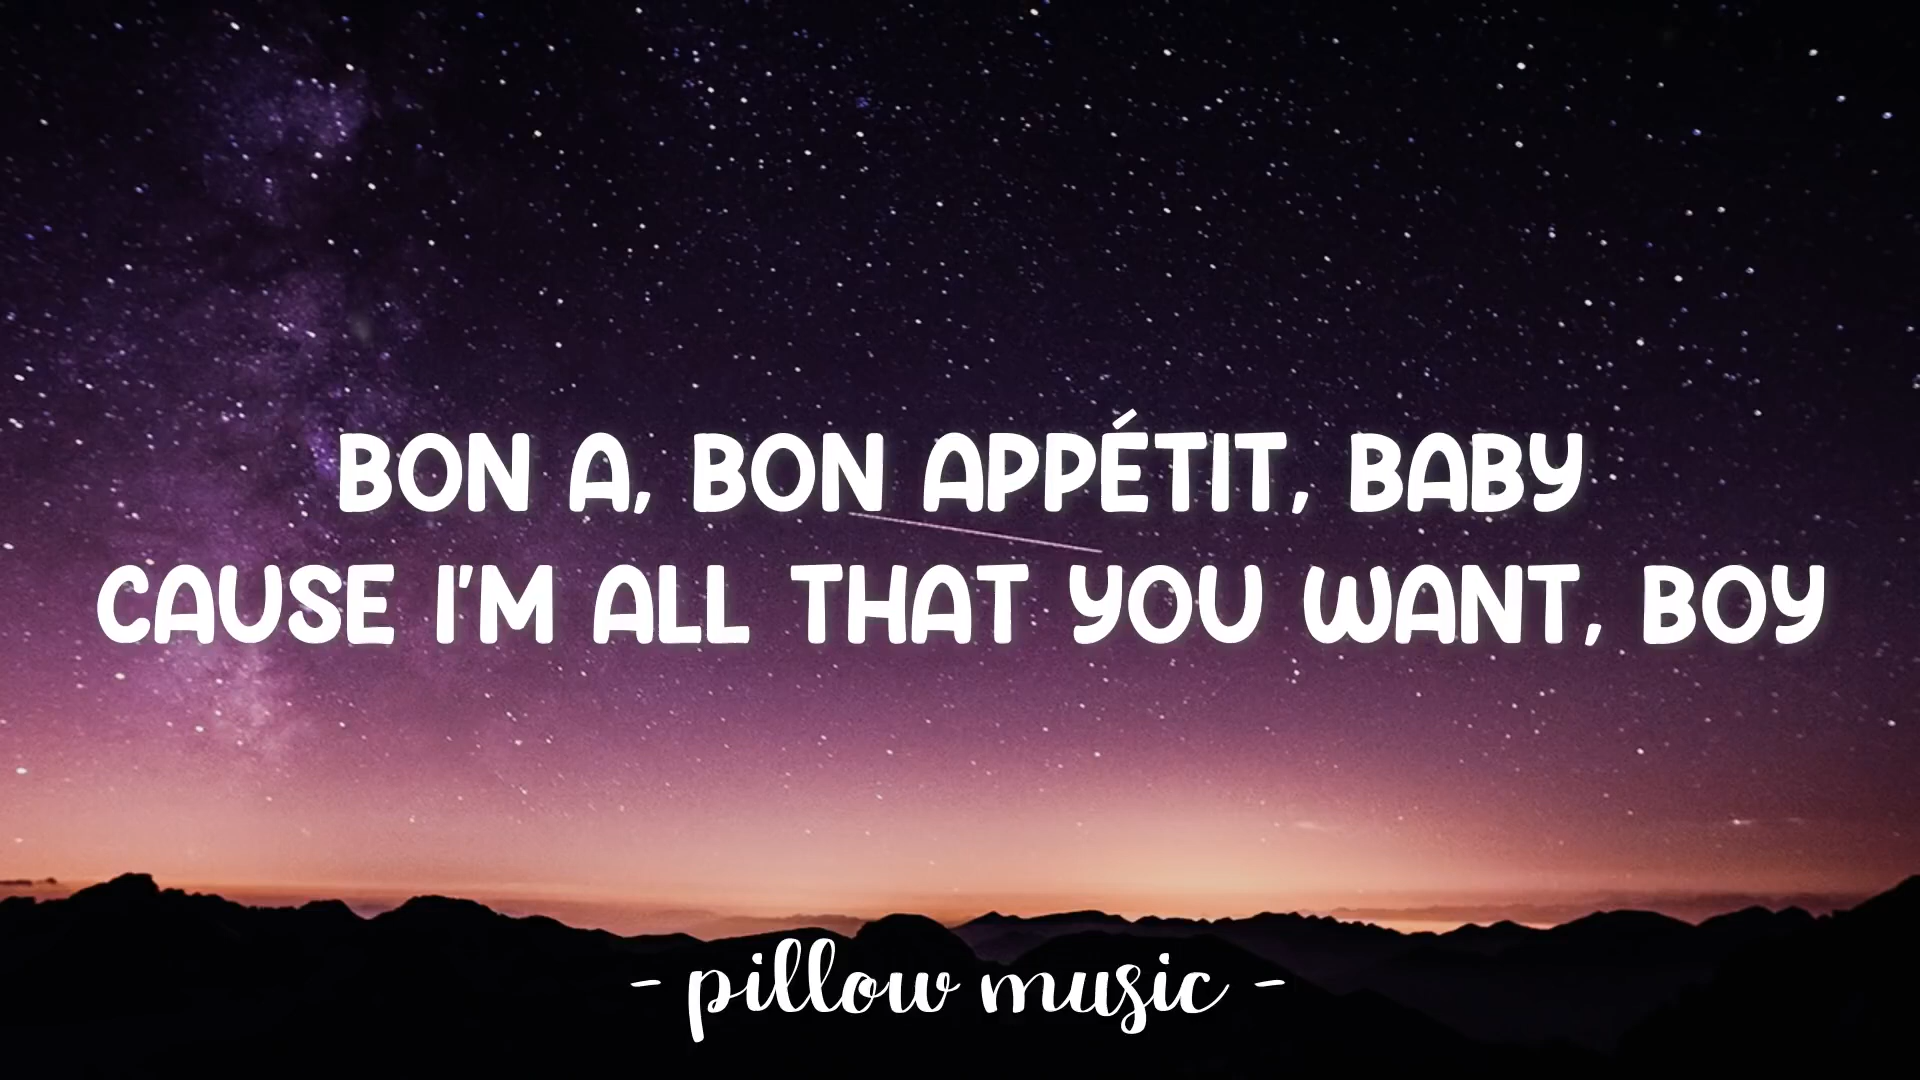 BON A, BON APPÉTIT, BABY
CAUSE I'M ALL THAT YOU WANT, BOY
- pillow music -